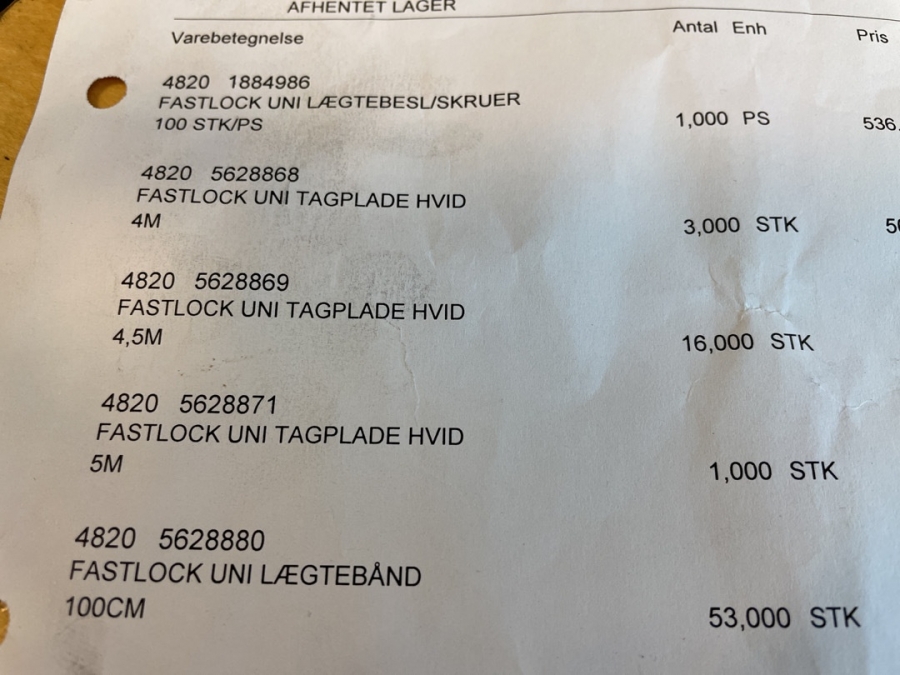 AFHENTET LAGER
Varebetegnelse Antal Enh Pris
4820 1884986
FASTLOCK UNI LÆGTEBESL/SKRUER
100 STK/PS 1,000 PS 536.
4820 5628868
FASTLOCK UNI TAGPLADE HVID
4M 3,000 STK
4820 5628869
FASTLOCK UNI TAGPLADE HVID
4,5M 16,000 STK
4820 5628871
FASTLOCK UNI TAGPLADE HVID
5M 1,000 STK
4820 5628880
FASTLOCK UNI LÆGTEBÅND
100CM 53,000 STK